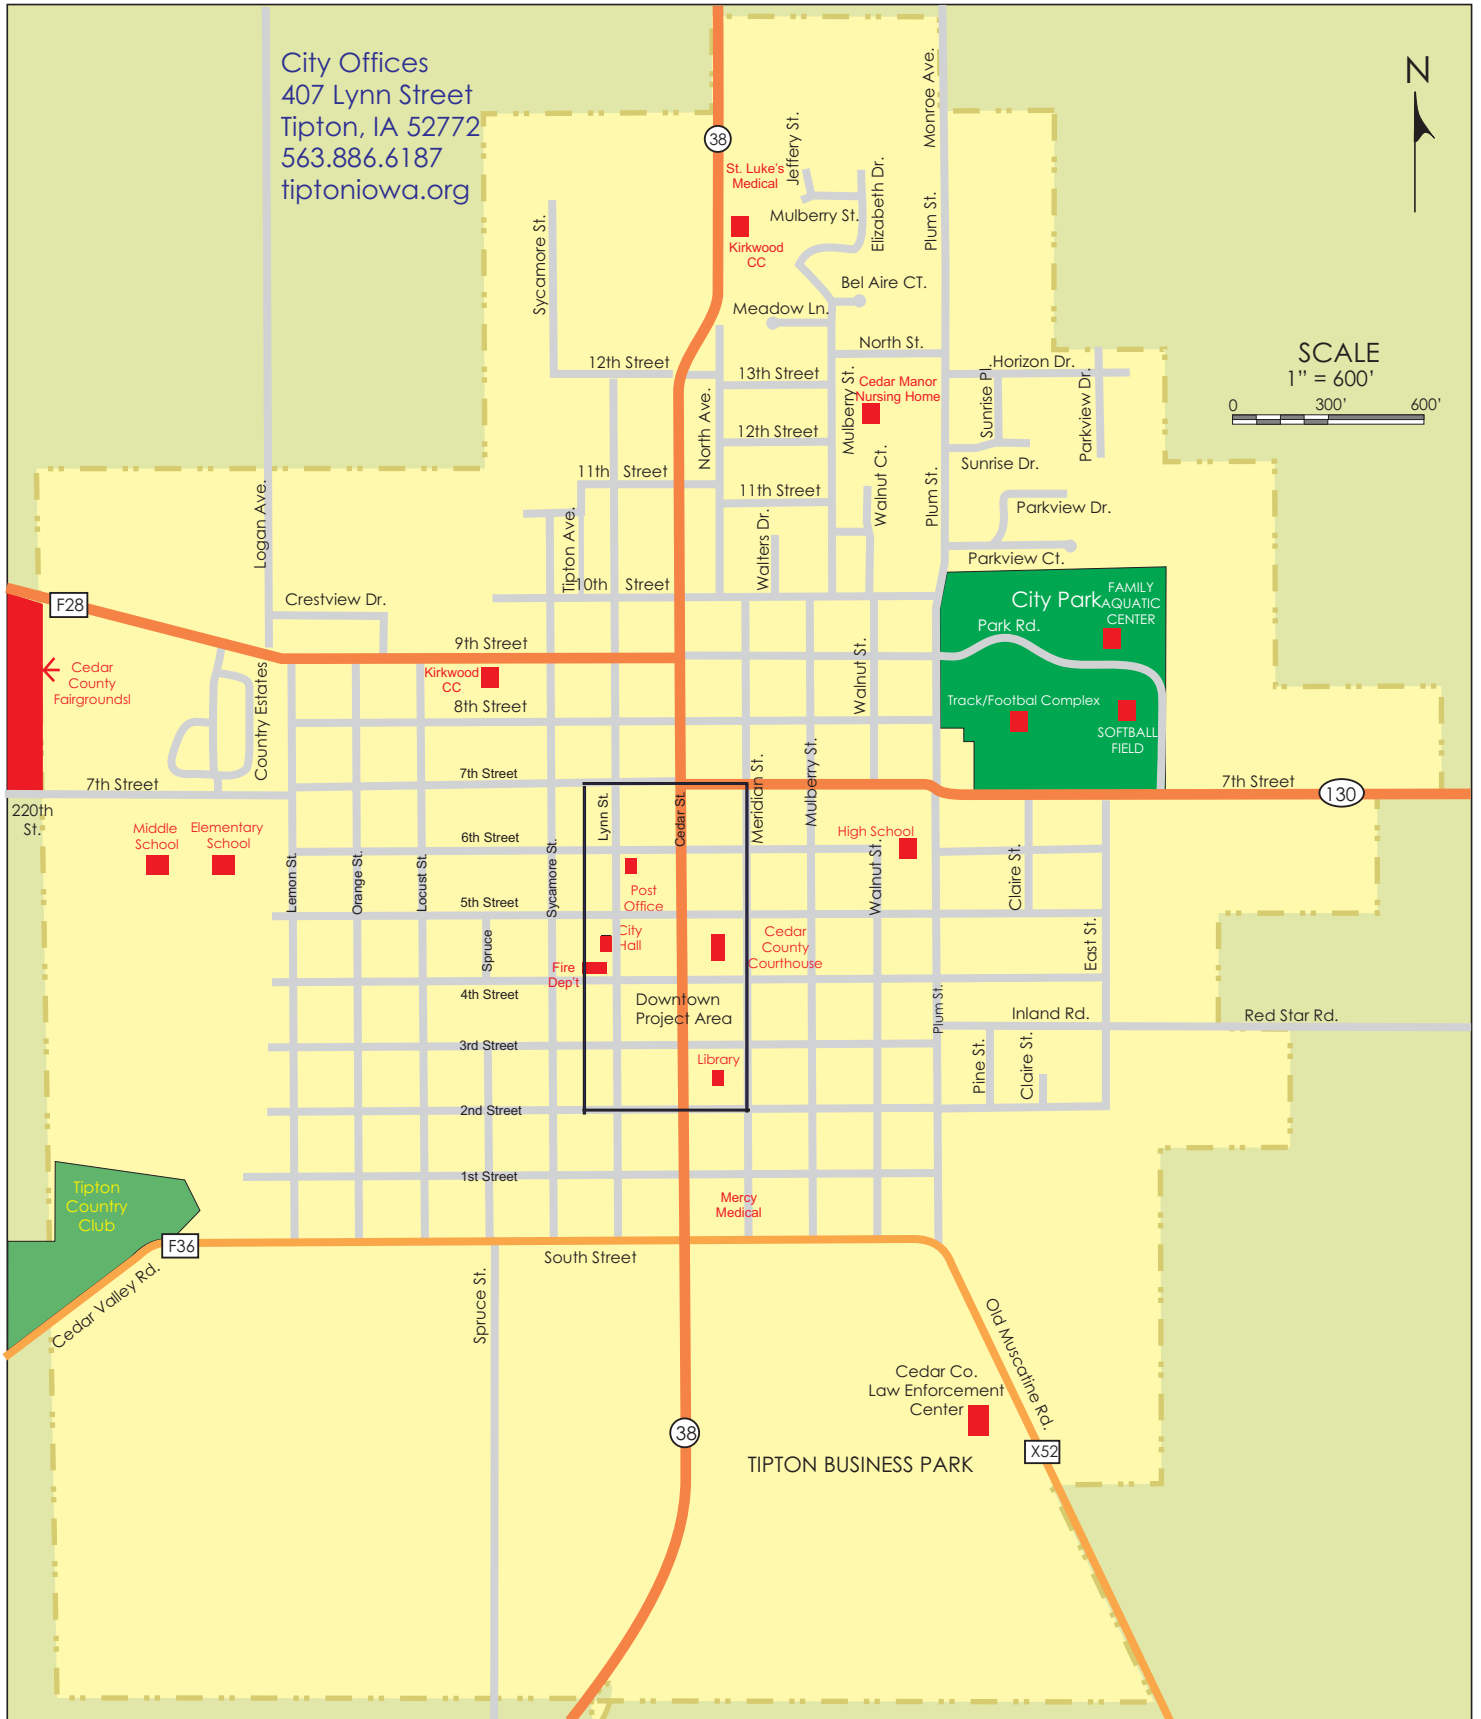 City Offices
407 Lynn Street
Tipton, IA 52772
563.886.6187
tiptoniowa.org
N
38
St. Luke's
Medical
Kirkwood
CC
Jeffery St.
Mulberry St.
Elizabeth Dr.
Monroe Ave.
Plum St.
Bel Aire CT.
Meadow Ln.
Sycamore St.
12th Street
13th Street
North St.
Horizon Dr.
SCALE
1" = 600'
0
300'
600'
Cedar Manor
Nursing Home
Mulberry St.
North Ave.
12th Street
Sunrise Pl.
Parkview Dr.
Sunrise Dr.
11th Street
11th Street
Walnut Ct.
Plum St.
Parkview Dr.
Parkview Ct.
Logan Ave.
Tipton Ave.
Walters Dr.
10th Street
F28
Crestview Dr.
9th Street
City Park
FAMILY
AQUATIC
CENTER
Park Rd.
Cedar
County
Fairgroundsl
Country Estates
Kirkwood
CC
8th Street
Walnut St.
Track/Footbal Complex
SOFTBALL
FIELD
7th Street
7th Street
7th Street
130
220th
St.
Middle
School
Elementary
School
6th Street
Lynn St.
Cedar St.
Meridian St.
Mulberry St.
High School
Lemon St.
Orange St.
Locust St.
Sycamore St.
Post
Office
Walnut St.
Claire St.
5th Street
Spruce
City
Hall
Cedar
County
Courthouse
East St.
Fire
Dep't
4th Street
Downtown
Project Area
Plum St.
Inland Rd.
Red Star Rd.
3rd Street
Library
Pine St.
Claire St.
2nd Street
1st Street
Mercy
Medical
Tipton
Country
Club
F36
South Street
Cedar Valley Rd.
Spruce St.
Old Muscatine Rd.
Cedar Co.
Law Enforcement
Center
38
X52
TIPTON BUSINESS PARK